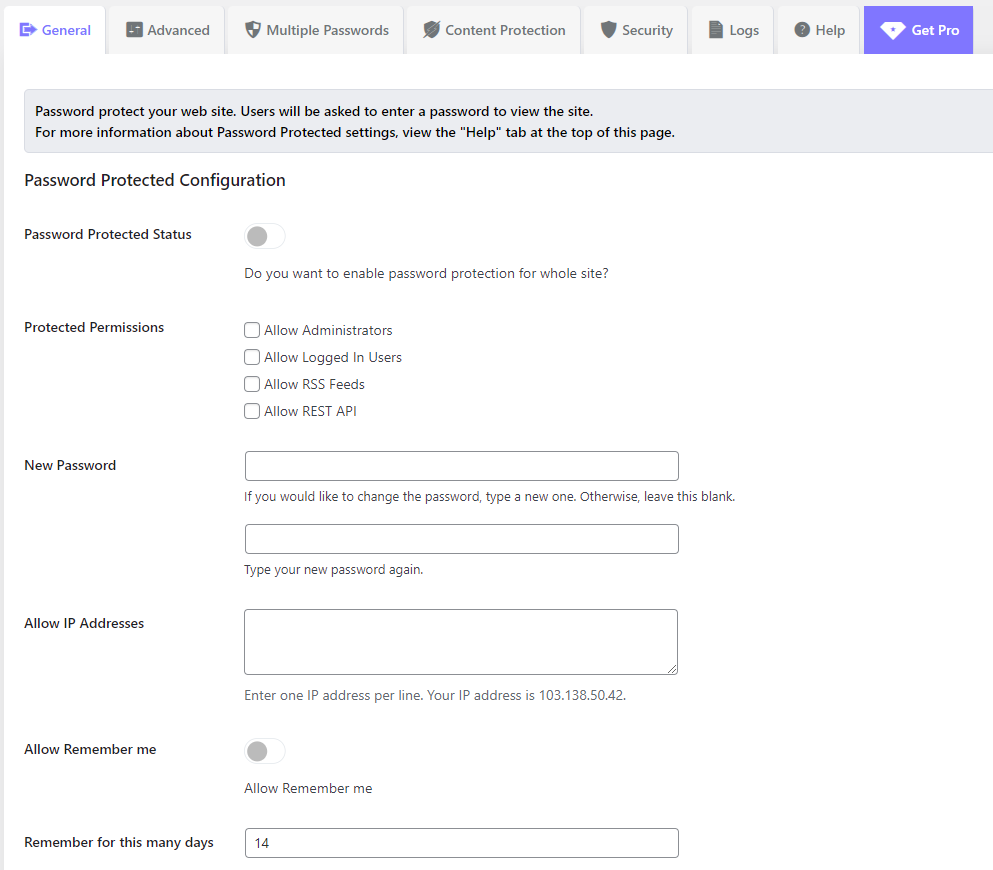 General
Advanced
Multiple Passwords
Content Protection
Security
Logs
Help
Get Pro
Password protect your web site. Users will be asked to enter a password to view the site.
For more information about Password Protected settings, view the "Help" tab at the top of this page.
Password Protected Configuration
Password Protected Status
Do you want to enable password protection for whole site?
Protected Permissions
Allow Administrators
Allow Logged In Users
Allow RSS Feeds
Allow REST API
New Password
If you would like to change the password, type a new one. Otherwise, leave this blank.
Type your new password again.
Allow IP Addresses
Enter one IP address per line. Your IP address is 103.138.50.42.
Allow Remember me
Allow Remember me
Remember for this many days
14